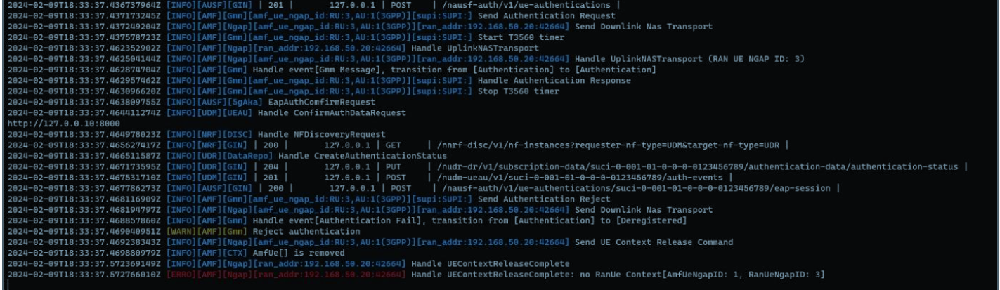 2024-02-09T18:33:37.436737964Z [INFO][AUSF][GIN] | 201 | 127.0.0.1 | POST | /nausf-auth/v1/ue-authentications |
2024-02-09T18:33:37.437173245Z [INFO][AMF][Gmm][amf_ue_ngap_id:RU:3,AU:1(3GPP)][supi:SUPI:] Send Authentication Request
2024-02-09T18:33:37.437249204Z [INFO][AMF][Ngap][amf_ue_ngap_id:RU:3,AU:1(3GPP)][ran_addr:192.168.50.20:42664] Send Downlink Nas Transport
2024-02-09T18:33:37.437578723Z [INFO][AMF][Gmm][amf_ue_ngap_id:RU:3,AU:1(3GPP)][supi:SUPI:] Start T3560 timer
2024-02-09T18:33:37.462352902Z [INFO][AMF][Ngap][ran_addr:192.168.50.20:42664] Handle UplinkNASTransport
2024-02-09T18:33:37.462504144Z [INFO][AMF][Ngap][amf_ue_ngap_id:RU:3,AU:1(3GPP)][ran_addr:192.168.50.20:42664] Handle UplinkNASTransport (RAN UE NGAP ID: 3)
2024-02-09T18:33:37.462874704Z [INFO][AMF][Gmm] Handle event[Gmm Message], transition from [Authentication] to [Authentication]
2024-02-09T18:33:37.462957462Z [INFO][AMF][Gmm][amf_ue_ngap_id:RU:3,AU:1(3GPP)][supi:SUPI:] Handle Authentication Response
2024-02-09T18:33:37.463096620Z [INFO][AMF][Gmm][amf_ue_ngap_id:RU:3,AU:1(3GPP)][supi:SUPI:] Stop T3560 timer
2024-02-09T18:33:37.463809755Z [INFO][AUSF][5gAka] EapAuthComfirmRequest
2024-02-09T18:33:37.464411274Z [INFO][UDM][UEAU] Handle ConfirmAuthDataRequest
http://127.0.0.10:8000
2024-02-09T18:33:37.464978023Z [INFO][NRF][DISC] Handle NFDiscoveryRequest
2024-02-09T18:33:37.465627417Z [INFO][NRF][GIN] | 200 | 127.0.0.1 | GET | /nnrf-disc/v1/nf-instances?requester-nf-type=UDM&target-nf-type=UDR |
2024-02-09T18:33:37.466511587Z [INFO][UDR][DataRepo] Handle CreateAuthenticationStatus
2024-02-09T18:33:37.467173595Z [INFO][UDR][GIN] | 204 | 127.0.0.1 | PUT | /nudr-dr/v1/subscription-data/suci-0-001-01-0-0-0-0123456789/authentication-data/authentication-status |
2024-02-09T18:33:37.467531710Z [INFO][UDM][GIN] | 201 | 127.0.0.1 | POST | /nudm-ueau/v1/suci-0-001-01-0-0-0-0123456789/auth-events |
2024-02-09T18:33:37.467786273Z [INFO][AUSF][GIN] | 200 | 127.0.0.1 | POST | /nausf-auth/v1/ue-authentications/suci-0-001-01-0-0-0-0123456789/eap-session |
2024-02-09T18:33:37.468116909Z [INFO][AMF][Gmm][amf_ue_ngap_id:RU:3,AU:1(3GPP)][supi:SUPI:] Send Authentication Reject
2024-02-09T18:33:37.468194797Z [INFO][AMF][Ngap][amf_ue_ngap_id:RU:3,AU:1(3GPP)][ran_addr:192.168.50.20:42664] Send Downlink Nas Transport
2024-02-09T18:33:37.468857860Z [INFO][AMF][Gmm] Handle event[Authentication Fail], transition from [Authentication] to [Deregistered]
2024-02-09T18:33:37.469040951Z [WARN][AMF][Gmm] Reject authentication
2024-02-09T18:33:37.469238343Z [INFO][AMF][Ngap][amf_ue_ngap_id:RU:3,AU:1(3GPP)][ran_addr:192.168.50.20:42664] Send UE Context Release Command
2024-02-09T18:33:37.469880979Z [INFO][AMF][CTX] AmfUe[] is removed
2024-02-09T18:33:37.572369149Z [INFO][AMF][Ngap][ran_addr:192.168.50.20:42664] Handle UEContextReleaseComplete
2024-02-09T18:33:37.572766010Z [ERRO][AMF][Ngap][ran_addr:192.168.50.20:42664] Handle UEContextReleaseComplete: no RanUe Context[AmfUeNgapID: 1, RanUeNgapID: 3]